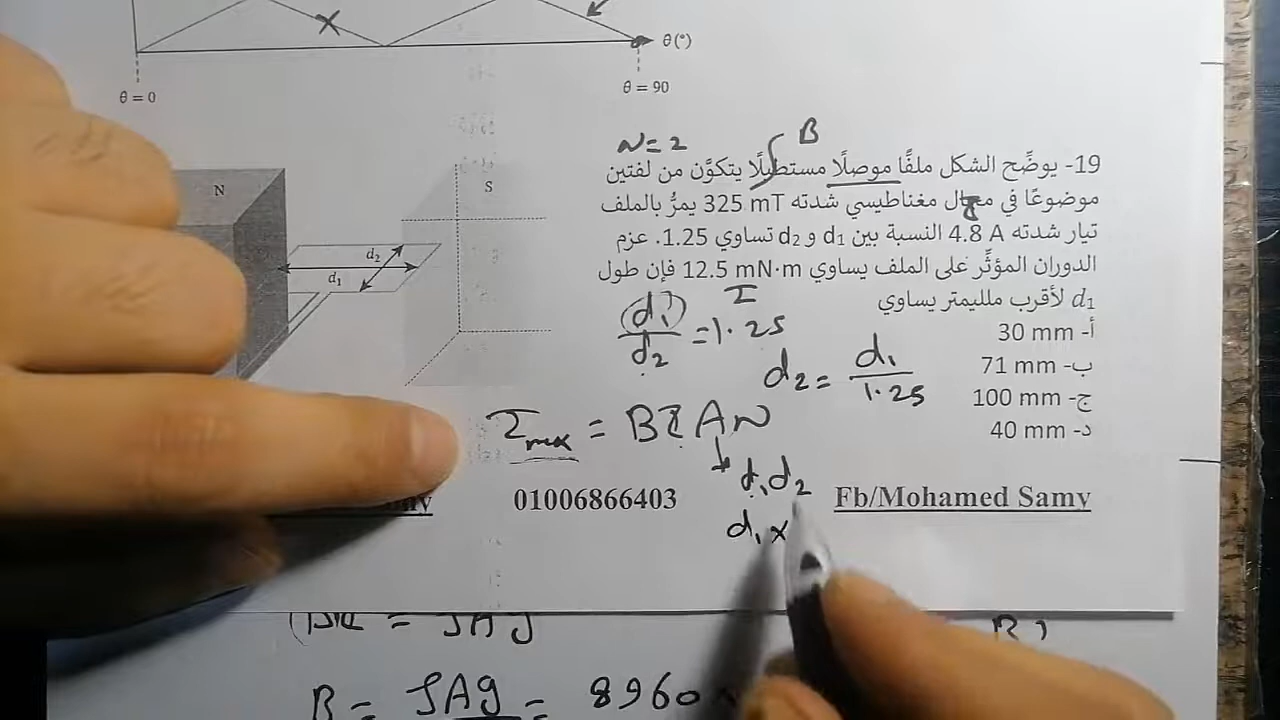 θ(°)
θ = 0
θ = 90
N = 2
B
19- يوضِّح الشكل ملفًّا موصلًا مستطيلًا يتكوَّن من لفتين
موضوعًا في مجال مغناطيسي شدته 325 mT يمرُّ بالملف
تيار شدته 4.8 A النسبة بين d₁ و d₂ تساوي 1.25. عزم
الدوران المؤثِّر على الملف يساوي 12.5 mN·m فإن طول
d₁ لأقرب ملليمتر يساوي
أ- 30 mm
ب- 71 mm
ج- 100 mm
د- 40 mm
N
S
d₂
d₁
τ
d₁/d₂ = 1.25
d₂ = d₁/1.25
τmax = BIAN
d₁d₂
d₁ x
01006866403
Fb/Mohamed Samy
B = ρAg = 8960